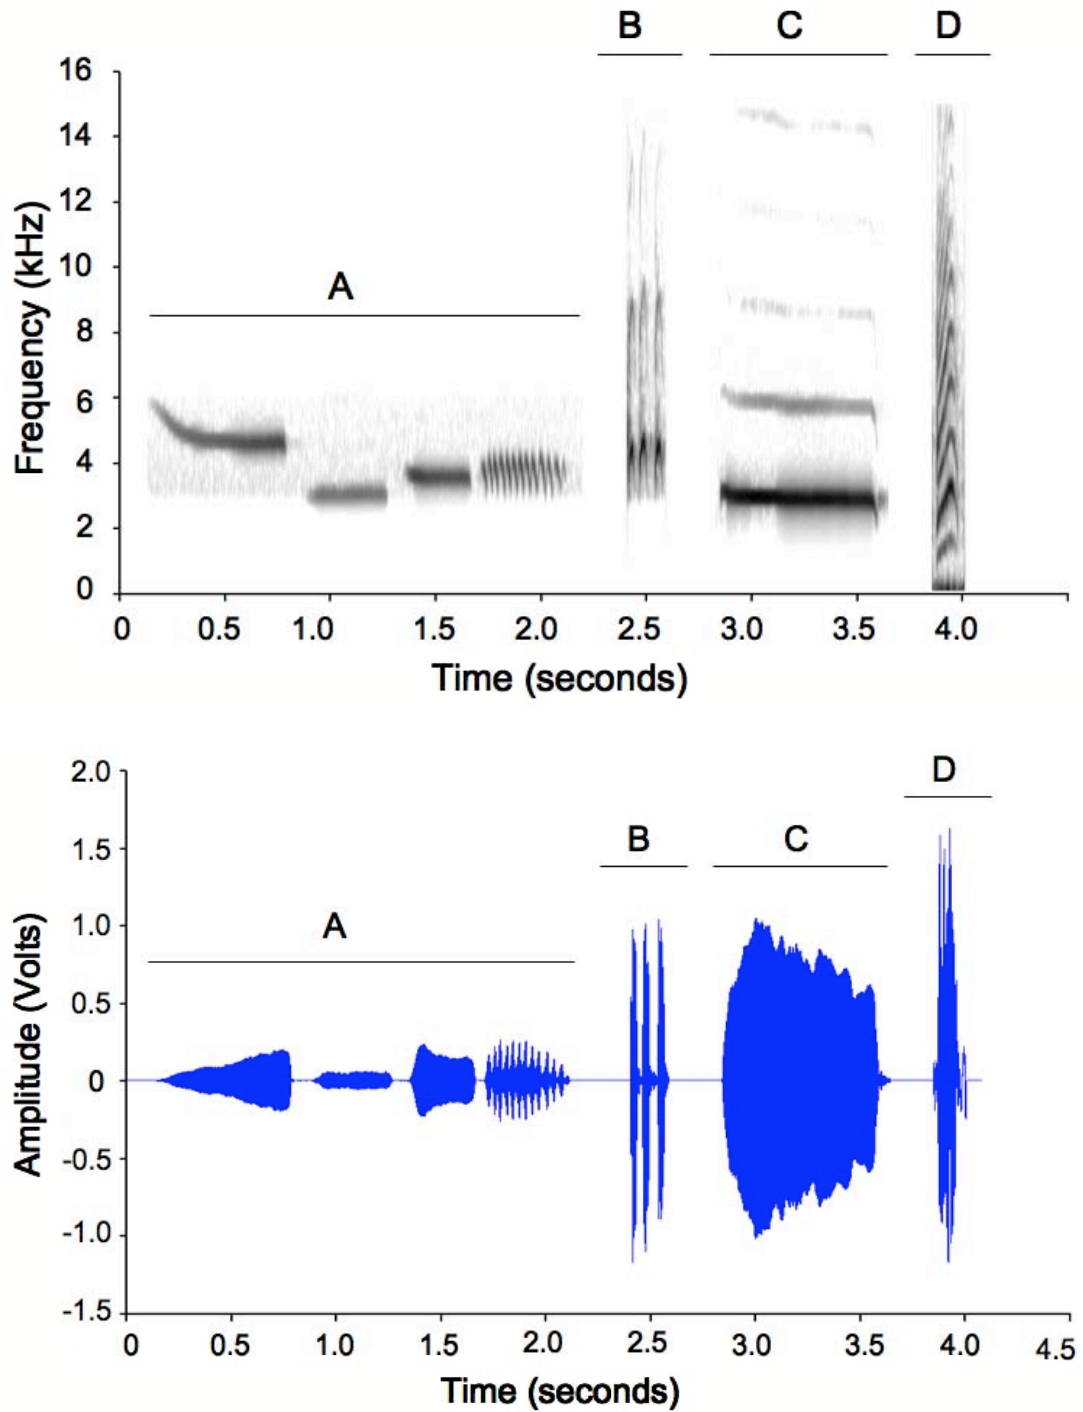 B C D
16
14
12
10
A
8
6
4
2
0
Frequency (kHz)
0 0.5 1.0 1.5 2.0 2.5 3.0 3.5 4.0
Time (seconds)
D
2.0
B C
1.5
A
1.0
0.5
0
-0.5
-1.0
-1.5
Amplitude (Volts)
0 0.5 1.0 1.5 2.0 2.5 3.0 3.5 4.0 4.5
Time (seconds)